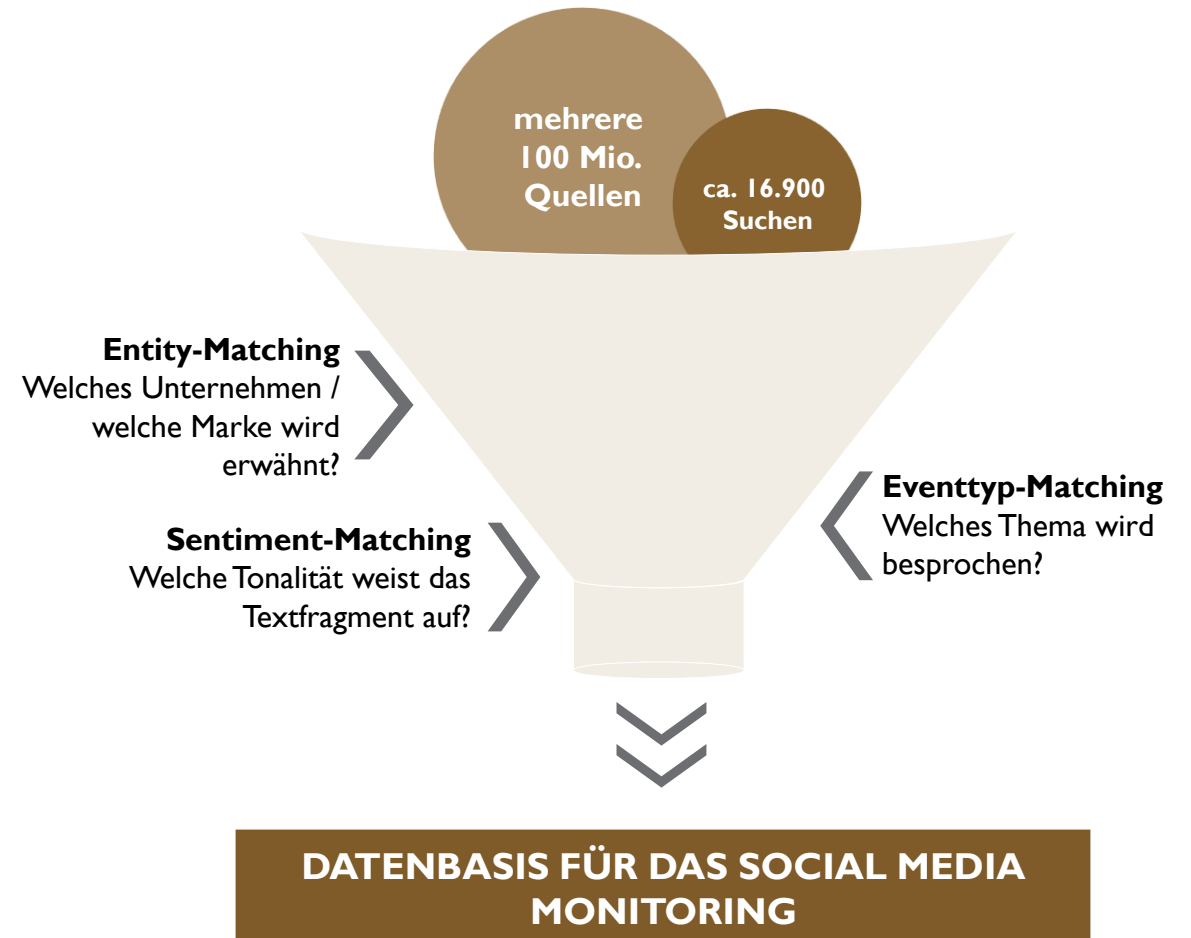 mehrere
100 Mio.
Quellen
ca. 16.900
Suchen
Entity-Matching
Welches Unternehmen /
welche Marke wird
erwähnt?
Eventtyp-Matching
Welches Thema wird
besprochen?
Sentiment-Matching
Welche Tonalität weist das
Textfragment auf?
DATENBASIS FÜR DAS SOCIAL MEDIA
MONITORING